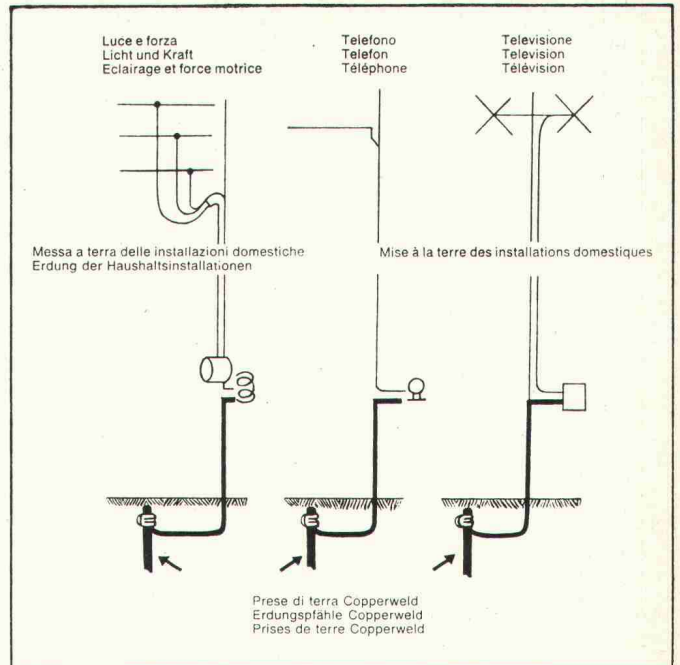 Luce e forza
Licht und Kraft
Eclairage et force motrice
Telefono
Telefon
Téléphone
Televisione
Television
Télévision
Messa a terra delle installazioni domestiche
Erdung der Haushaltsinstallationen
Mise à la terre des installations domestiques
Prese di terra Copperweld
Erdungspfähle Copperweld
Prises de terre Copperweld